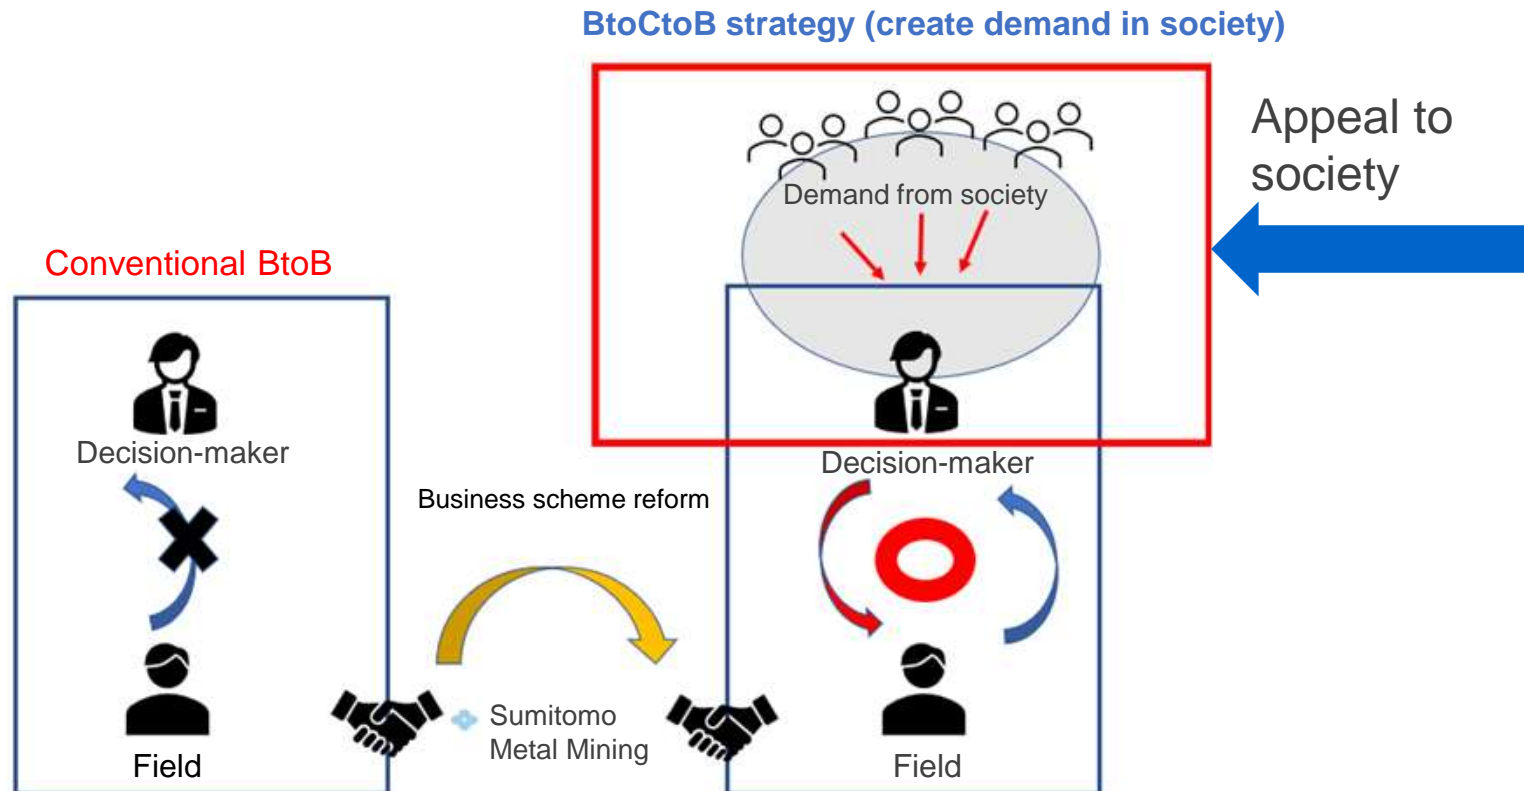 BtoCtoB strategy (create demand in society)
Appeal to
society
Demand from society
Conventional BtoB
Decision-maker
Decision-maker
Business scheme reform
Sumitomo
Metal Mining
Field
Field